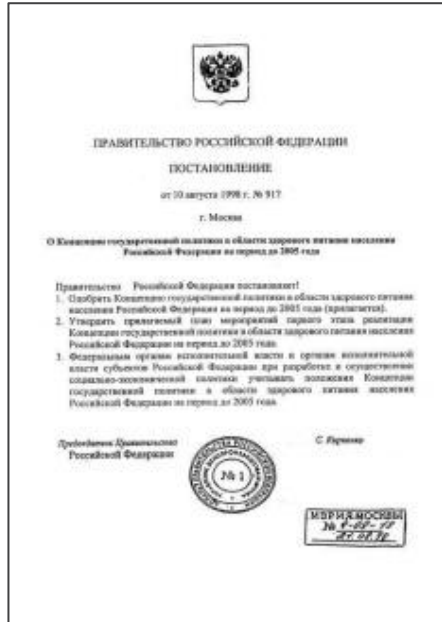 ПРАВИТЕЛЬСТВО РОССИЙСКОЙ ФЕДЕРАЦИИ
ПОСТАНОВЛЕНИЕ
от 10 августа 1998 г. № 917
г. Москва
О Концепции государственной политики в области здорового питания населения
Российской Федерации на период до 2005 года
Правительство Российской Федерации постановляет:
1. Одобрить Концепцию государственной политики в области здорового питания
населения Российской Федерации на период до 2005 года (прилагается).
2. Утвердить прилагаемый план мероприятий первого этапа реализации
Концепции государственной политики в области здорового питания населения
Российской Федерации на период до 2005 года.
3. Федеральным органам исполнительной власти и органам исполнительной
власти субъектов Российской Федерации при разработке и осуществлении
социально-экономической политики учитывать положения Концепции
государственной политики в области здорового питания населения
Российской Федерации на период до 2005 года.
Председатель Правительства
Российской Федерации
С. Кириенко
№ 1